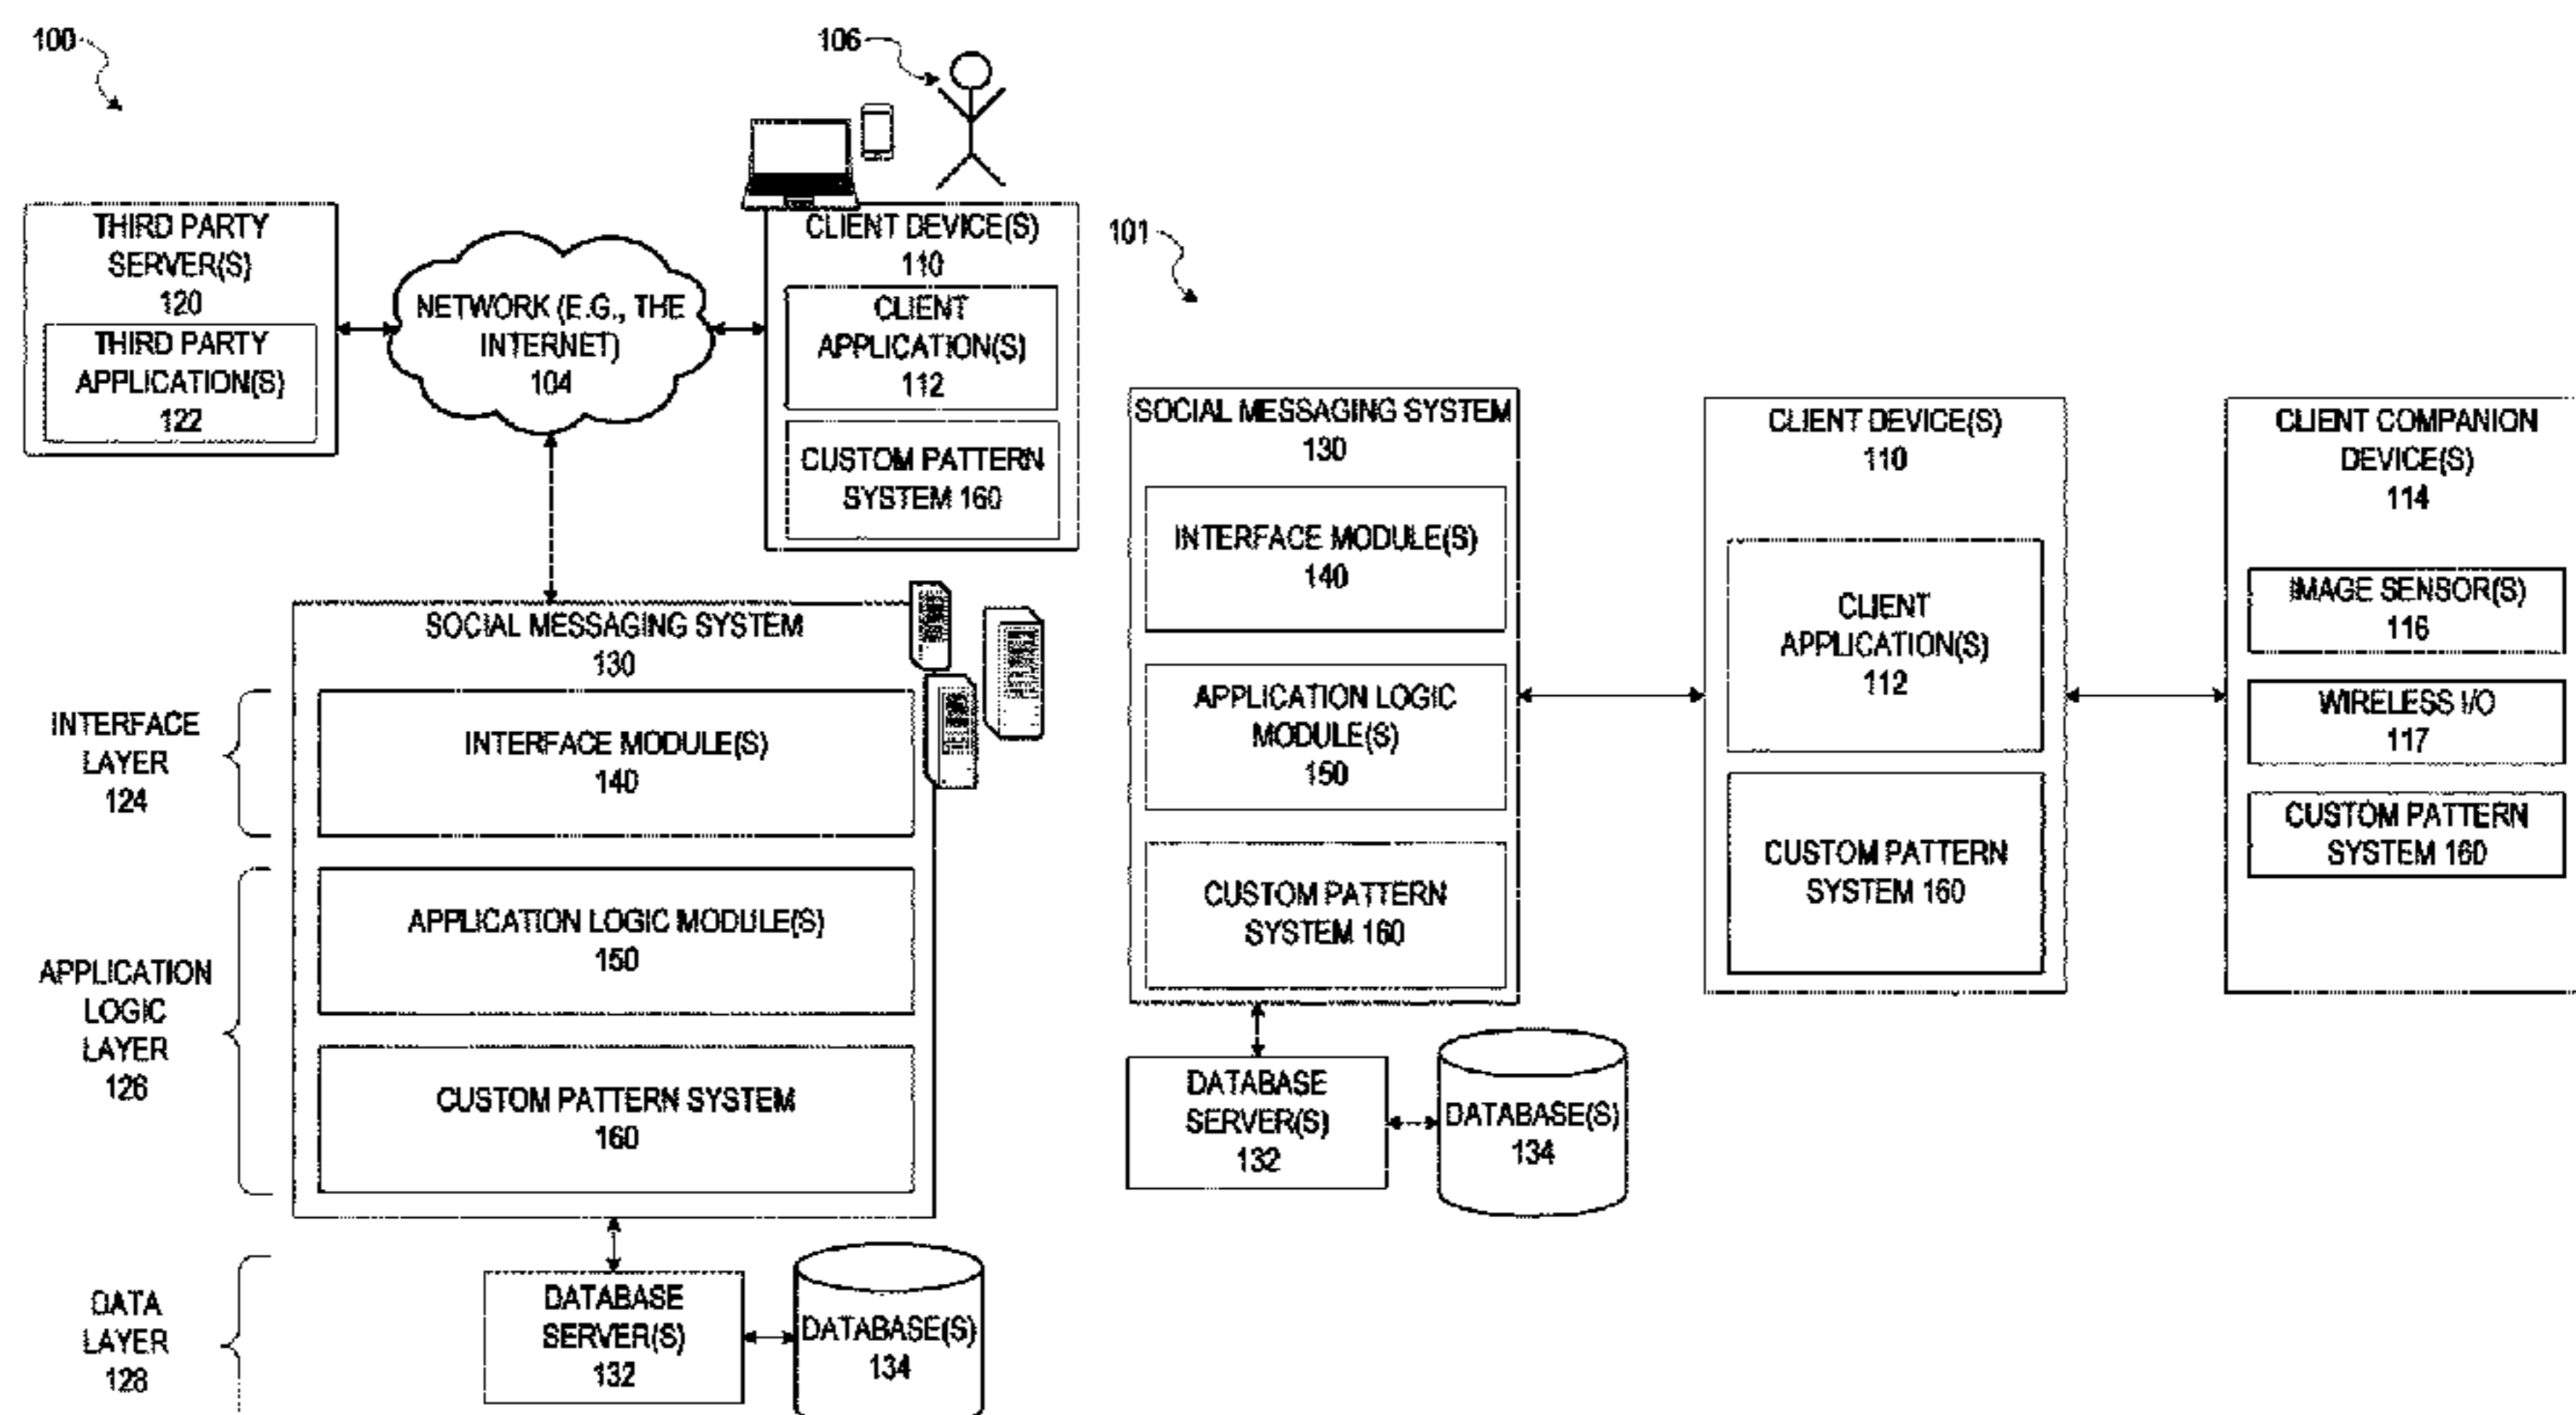 100
106
THIRD PARTY
SERVER(S)
120
THIRD PARTY
APPLICATION(S)
122
NETWORK (E.G., THE
INTERNET)
104
CLIENT DEVICE(S)
110
CLIENT
APPLICATION(S)
112
CUSTOM PATTERN
SYSTEM 160
SOCIAL MESSAGING SYSTEM
130
INTERFACE
LAYER
124
INTERFACE MODULE(S)
140
APPLICATION
LOGIC
LAYER
126
APPLICATION LOGIC MODULE(S)
150
CUSTOM PATTERN SYSTEM
160
DATA
LAYER
128
DATABASE
SERVER(S)
132
DATABASE(S)
134
101
SOCIAL MESSAGING SYSTEM
130
INTERFACE MODULE(S)
140
APPLICATION LOGIC
MODULE(S)
150
CUSTOM PATTERN
SYSTEM 160
DATABASE
SERVER(S)
132
DATABASE(S)
134
CLIENT DEVICE(S)
110
CLIENT
APPLICATION(S)
112
CUSTOM PATTERN
SYSTEM 160
CLIENT COMPANION
DEVICE(S)
114
IMAGE SENSOR(S)
116
WIRELESS I/O
117
CUSTOM PATTERN
SYSTEM 160